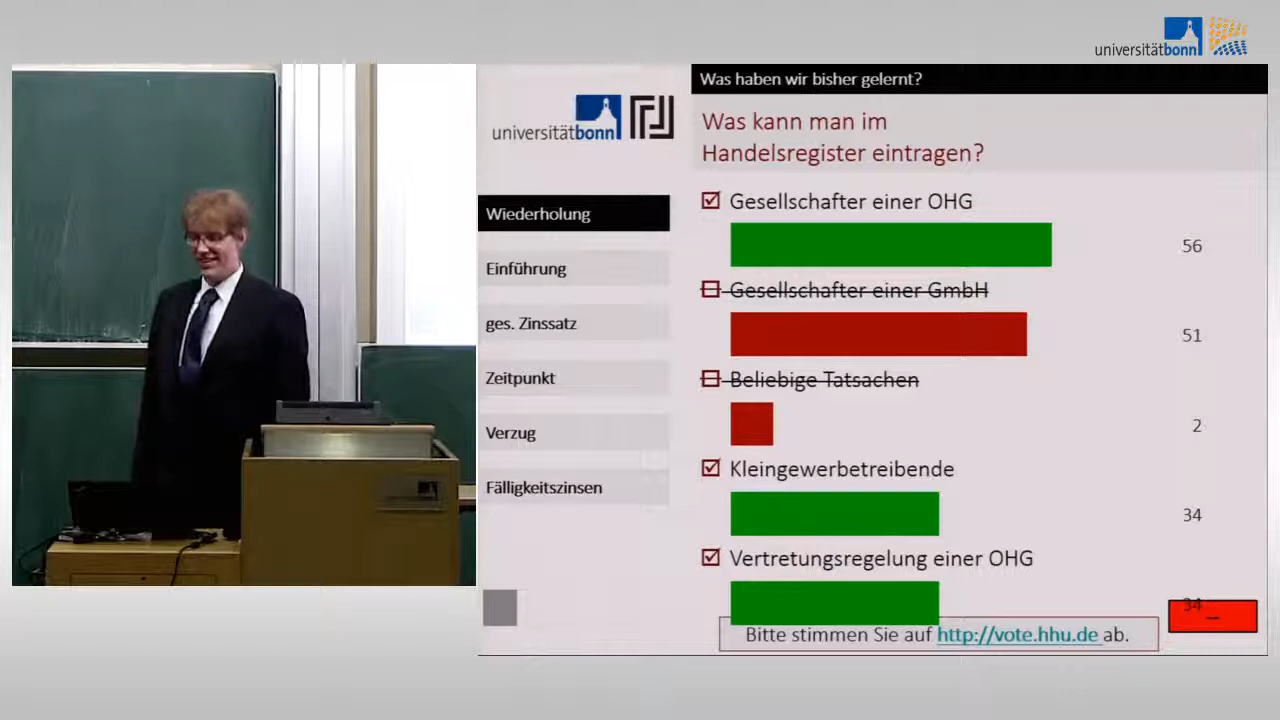 universitätbonn
Was haben wir bisher gelernt?
universitätbonn
Was kann man im
Handelsregister eintragen?
Wiederholung
Einführung
ges. Zinssatz
Zeitpunkt
Verzug
Fälligkeitszinsen
Gesellschafter einer OHG
56
Gesellschafter einer GmbH
51
Beliebige Tatsachen
2
Kleingewerbetreibende
34
Vertretungsregelung einer OHG
34
Bitte stimmen Sie auf http://vote.hhu.de ab.